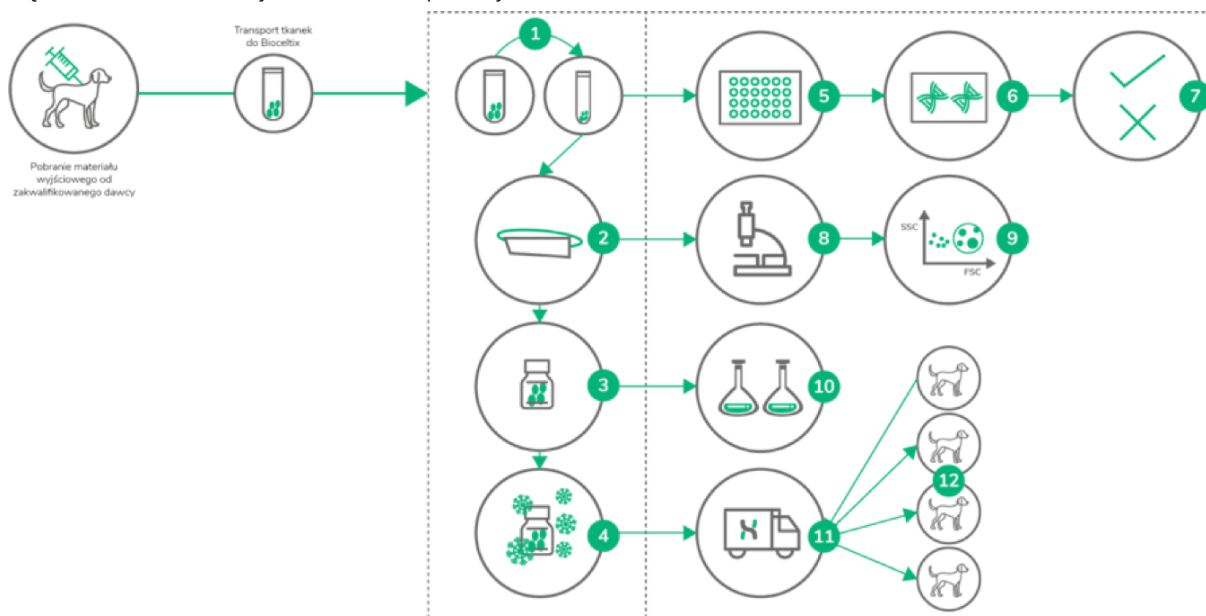 Transport tkanek
do Bioceltix
Pobranie materiału
wyjściowego od
zakwalifikowanego dawcy
1
5
6
7
2
8
SSC
FSC
9
3
10
4
11
12